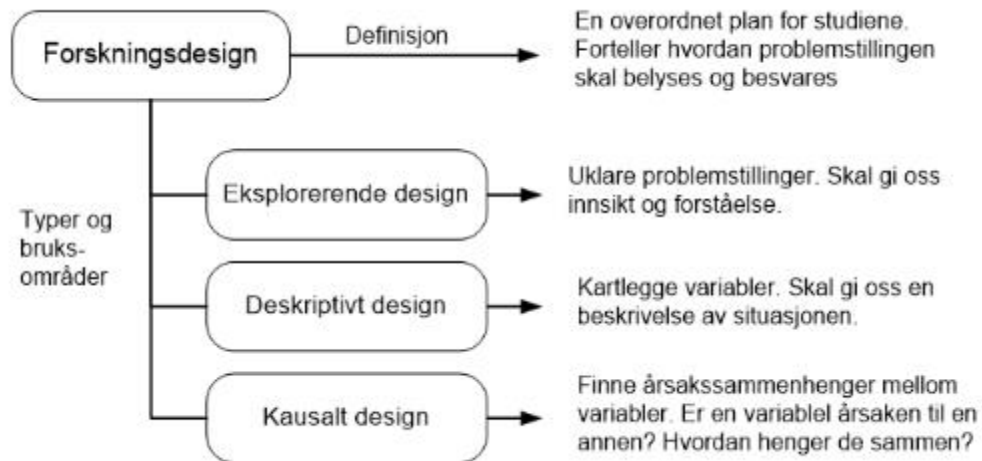 Forskningsdesign
Definisjon
En overordnet plan for studiene.
Forteller hvordan problemstillingen
skal belyses og besvares
Typer og
bruks-
områder
Eksplorerende design
Uklare problemstillinger. Skal gi oss
innsikt og forståelse.
Deskriptivt design
Kartlegge variabler. Skal gi oss en
beskrivelse av situasjonen.
Kausalt design
Finne årsakssammenhenger mellom
variabler. Er en variablel årsaken til en
annen? Hvordan henger de sammen?